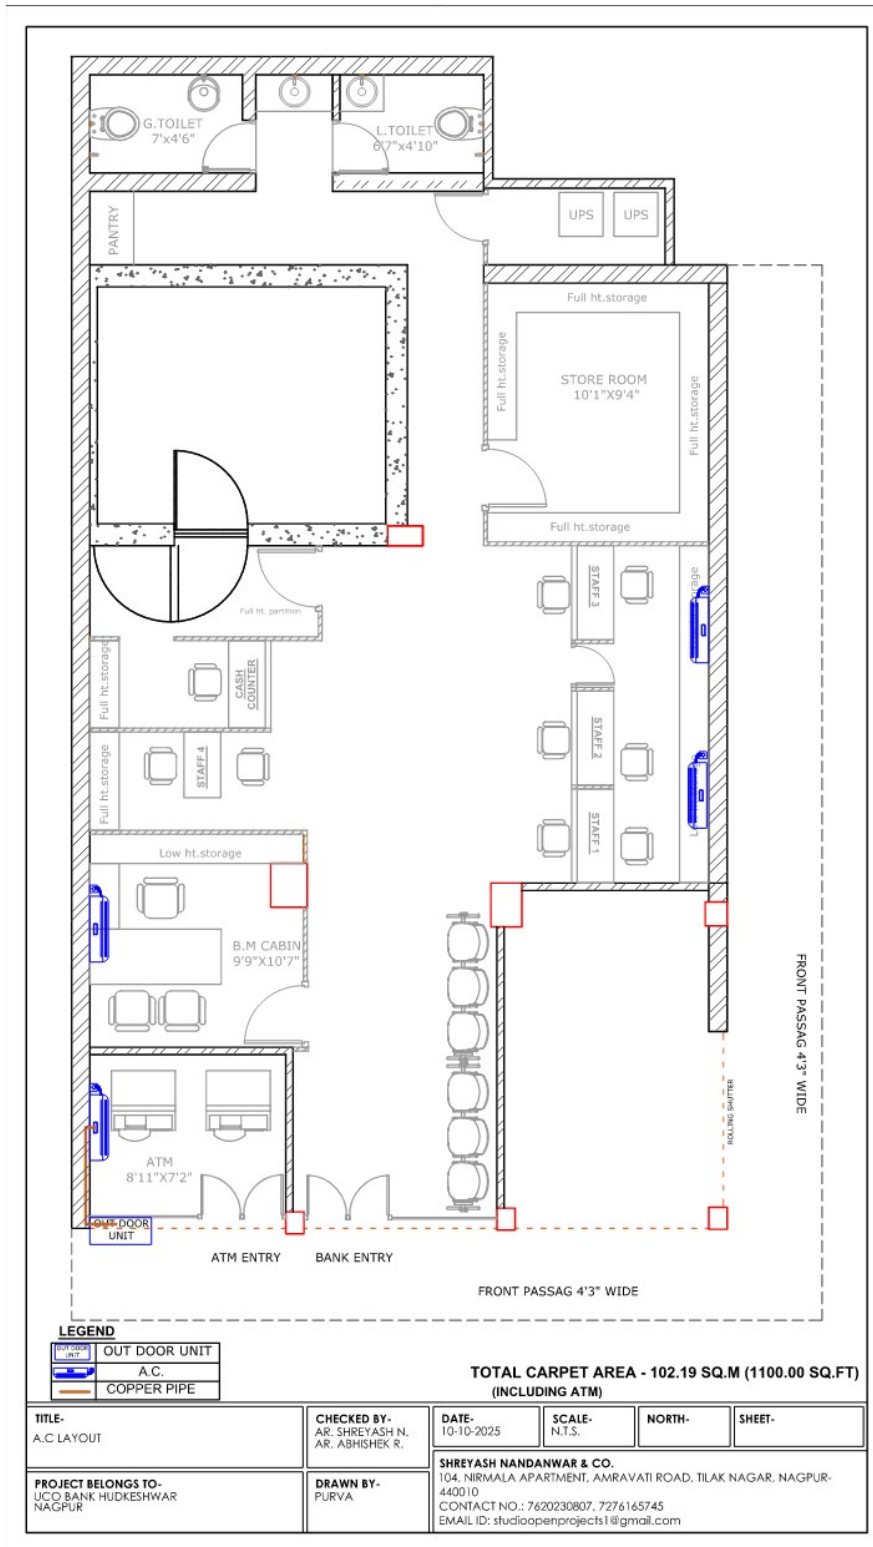 G.TOILET
7'x4'6"
L.TOILET
6'7"x4'10"
PANTRY
UPS
UPS
Full ht.storage
Full ht.storage
STORE ROOM
10'1"X9'4"
Full ht.storage
Full ht.storage
Full ht. partition
STAFF 3
orage
Full ht.storage
CASH
COUNTER
STAFF 2
Full ht.storage
STAFF 4
STAFF 1
L
Low ht.storage
B.M CABIN
9'9"X10'7"
FRONT PASSAG 4'3" WIDE
ROLLING SHUTTER
ATM
8'11"X7'2"
OUT DOOR
UNIT
ATM ENTRY
BANK ENTRY
FRONT PASSAG 4'3" WIDE
LEGEND
OUT DOOR
UNIT
OUT DOOR UNIT
A.C.
COPPER PIPE
TOTAL CARPET AREA - 102.19 SQ.M (1100.00 SQ.FT)
(INCLUDING ATM)
TITLE-
A.C LAYOUT
CHECKED BY-
AR. SHREYASH N.
AR. ABHISHEK R.
DATE-
10-10-2025
SCALE-
N.T.S.
NORTH-
SHEET-
PROJECT BELONGS TO-
UCO BANK HUDKESHWAR
NAGPUR
DRAWN BY-
PURVA
SHREYASH NANDANWAR & CO.
104, NIRMALA APARTMENT, AMRAVATI ROAD, TILAK NAGAR, NAGPUR-
440010
CONTACT NO.: 7620230807, 7276165745
EMAIL ID: studioopenprojects1@gmail.com